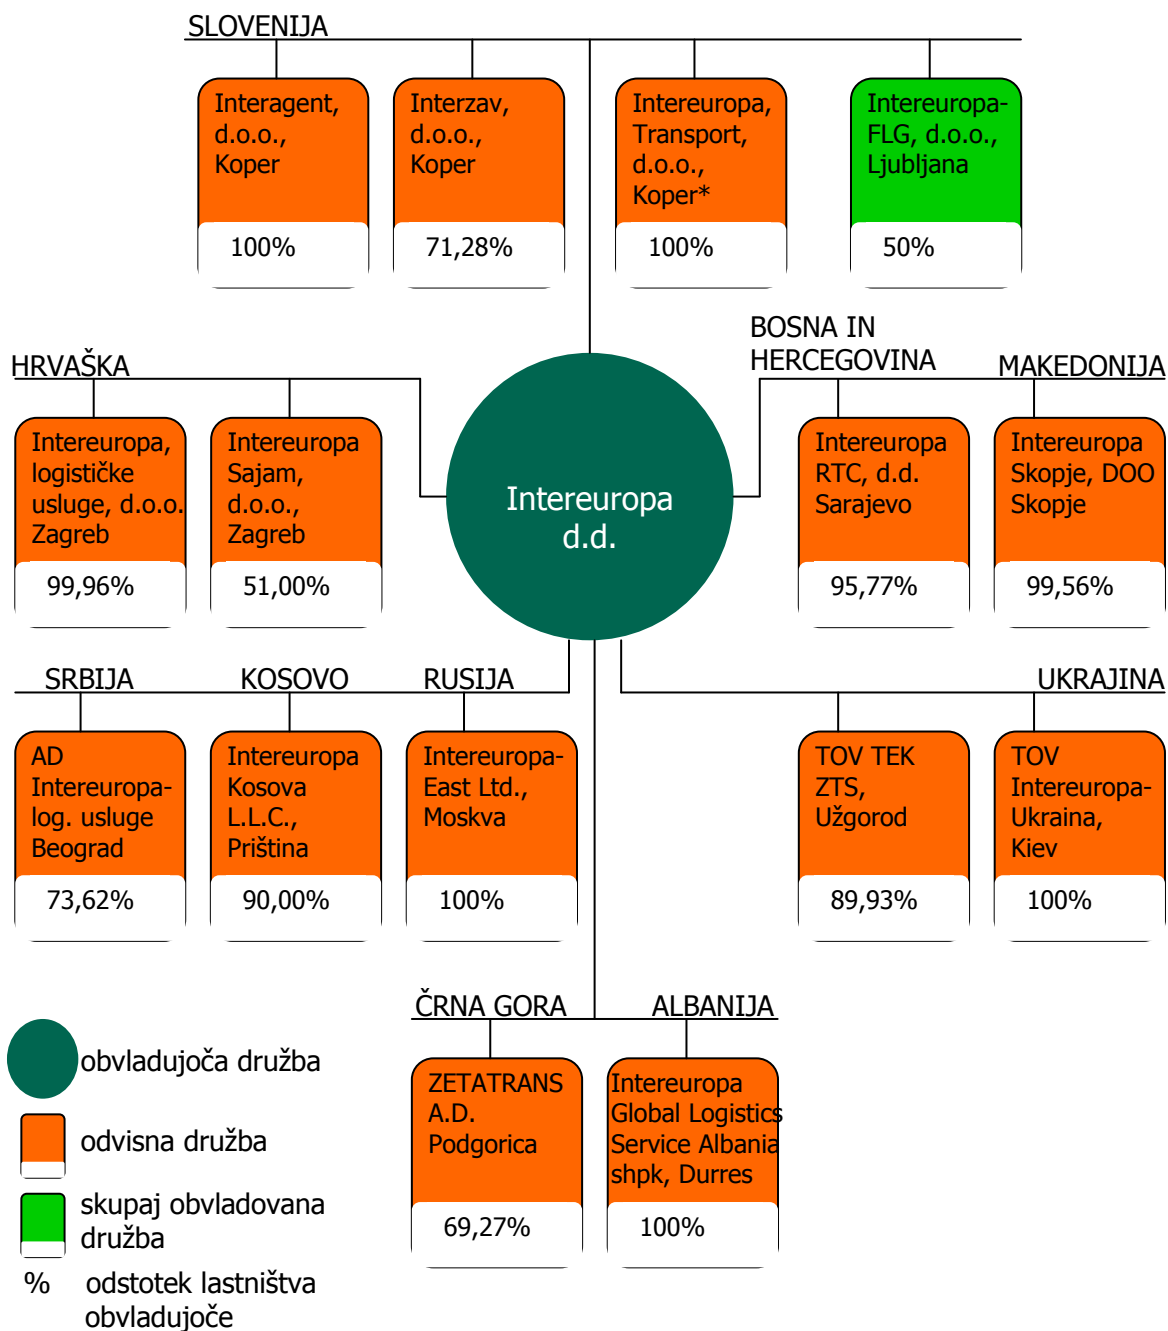 SLOVENIJA
Interagent,
d.o.o.,
Koper
100%
Interzav,
d.o.o.,
Koper
71,28%
Intereuropa,
Transport,
d.o.o.,
Koper*
100%
Intereuropa-
FLG, d.o.o.,
Ljubljana
50%
HRVAŠKA
Intereuropa,
logističke
usluge, d.o.o.
Zagreb
99,96%
Intereuropa
Sajam,
d.o.o.,
Zagreb
51,00%
Intereuropa
d.d.
BOSNA IN
HERCEGOVINA
Intereuropa
RTC, d.d.
Sarajevo
95,77%
MAKEDONIJA
Intereuropa
Skopje, DOO
Skopje
99,56%
SRBIJA
AD
Intereuropa-
log. usluge
Beograd
73,62%
KOSOVO
Intereuropa
Kosova
L.L.C.,
Priština
90,00%
RUSIJA
Intereuropa-
East Ltd.,
Moskva
100%
UKRAJINA
TOV TEK
ZTS,
Užgorod
89,93%
TOV
Intereuropa-
Ukraina,
Kiev
100%
ČRNA GORA
ZETATRANS
A.D.
Podgorica
69,27%
ALBANIJA
Intereuropa
Global Logistics
Service Albania
shpk, Durres
100%
obvladujoča družba
odvisna družba
skupaj obvladovana
družba
% odstotek lastništva
obvladujoče